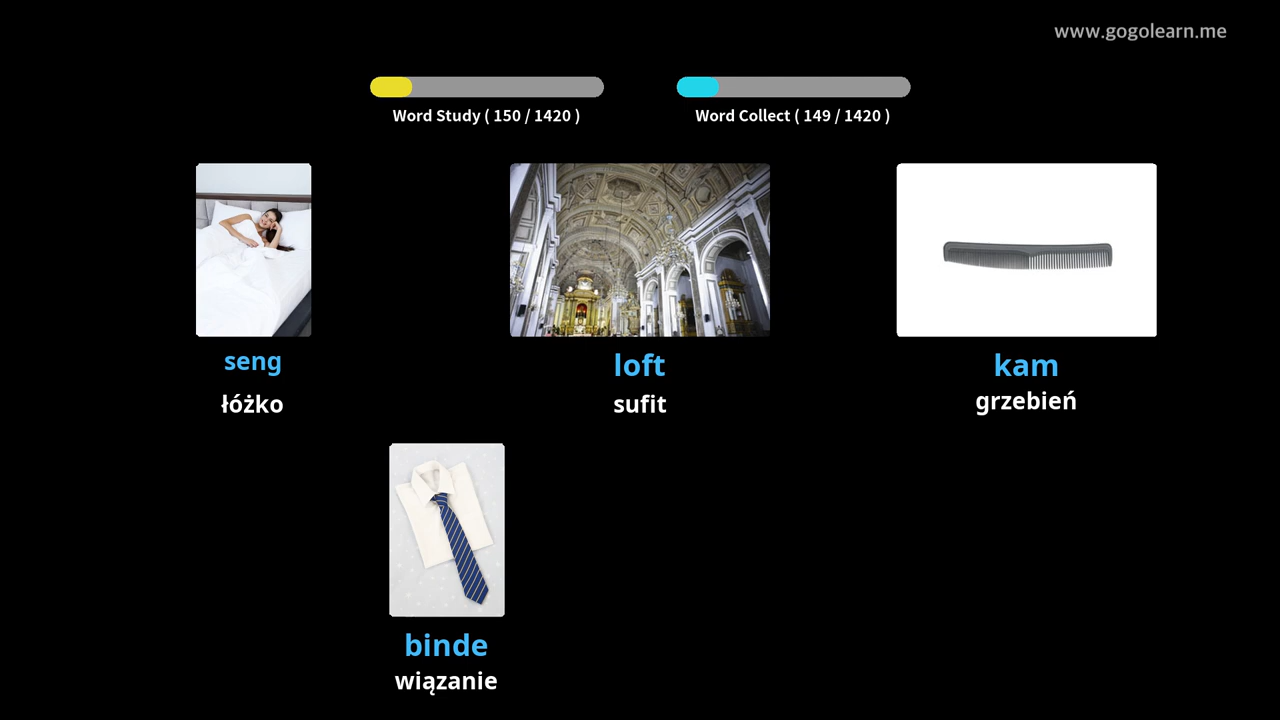 www.gogolearn.me
Word Study ( 150 / 1420 )
Word Collect ( 149 / 1420 )
seng
łóżko
loft
sufit
kam
grzebień
binde
wiązanie